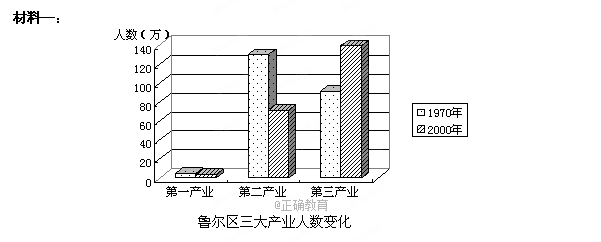 材料一：
人数（万）
140
120
100
80
60
40
20
0
第一产业 第二产业 第三产业
1970年
2000年
@正确教育
鲁尔区三大产业人数变化